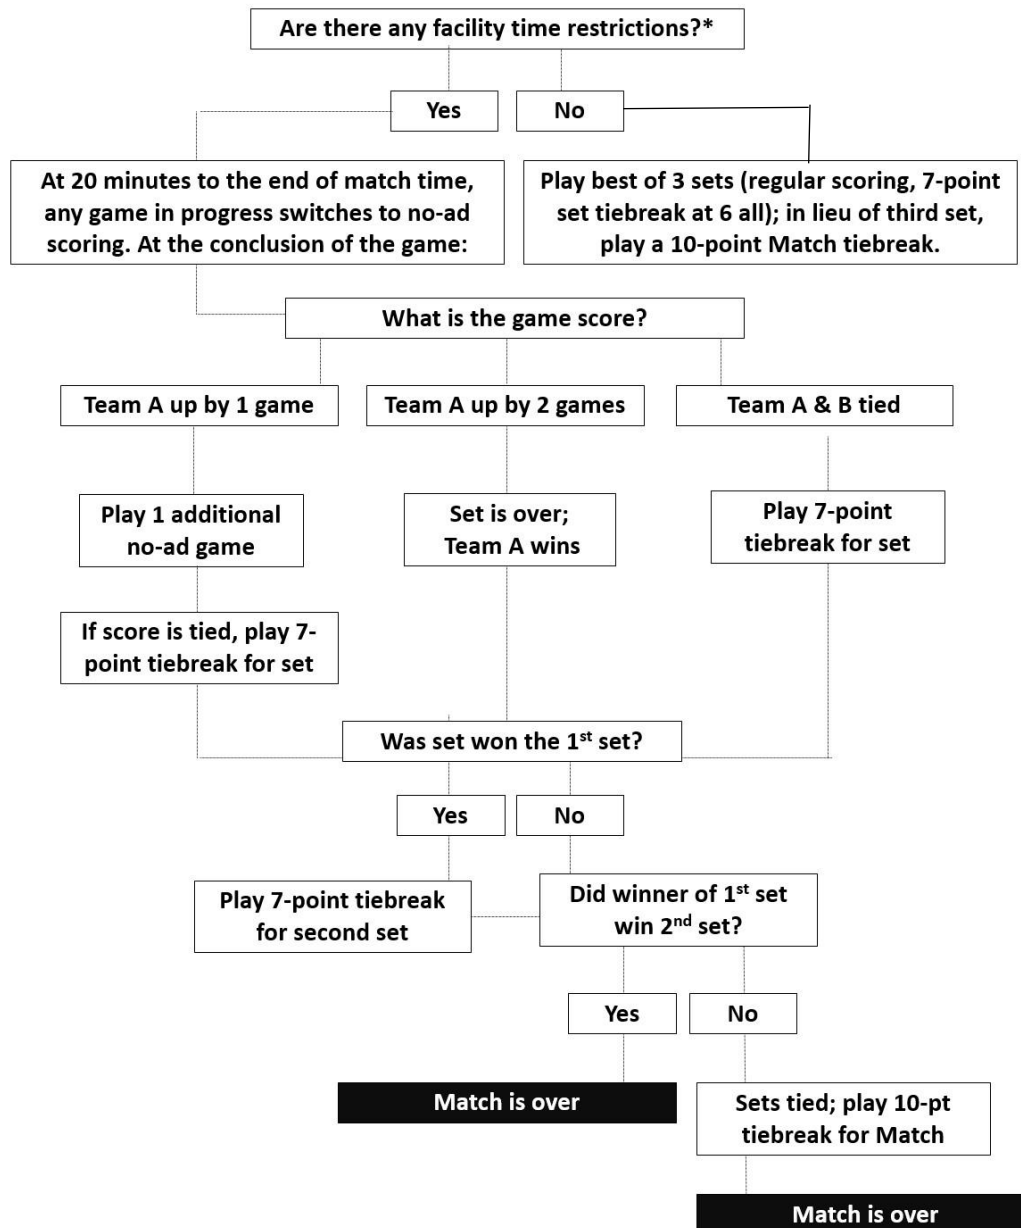 Are there any facility time restrictions?*
Yes
No
At 20 minutes to the end of match time,
any game in progress switches to no-ad
scoring. At the conclusion of the game:
Play best of 3 sets (regular scoring, 7-point
set tiebreak at 6 all); in lieu of third set,
play a 10-point Match tiebreak.
What is the game score?
Team A up by 1 game
Team A up by 2 games
Team A & B tied
Play 1 additional
no-ad game
Set is over;
Team A wins
Play 7-point
tiebreak for set
If score is tied, play 7-
point tiebreak for set
Was set won the 1st set?
Yes
No
Play 7-point tiebreak
for second set
Did winner of 1st set
win 2nd set?
Yes
No
Match is over
Sets tied; play 10-pt
tiebreak for Match
Match is over